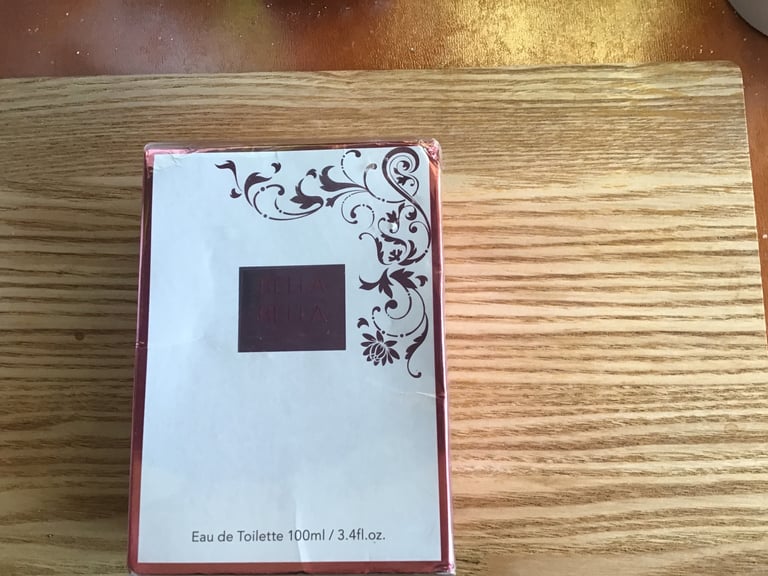 BELLA
BELLA
Eau de Toilette 100ml / 3.4fl.oz.